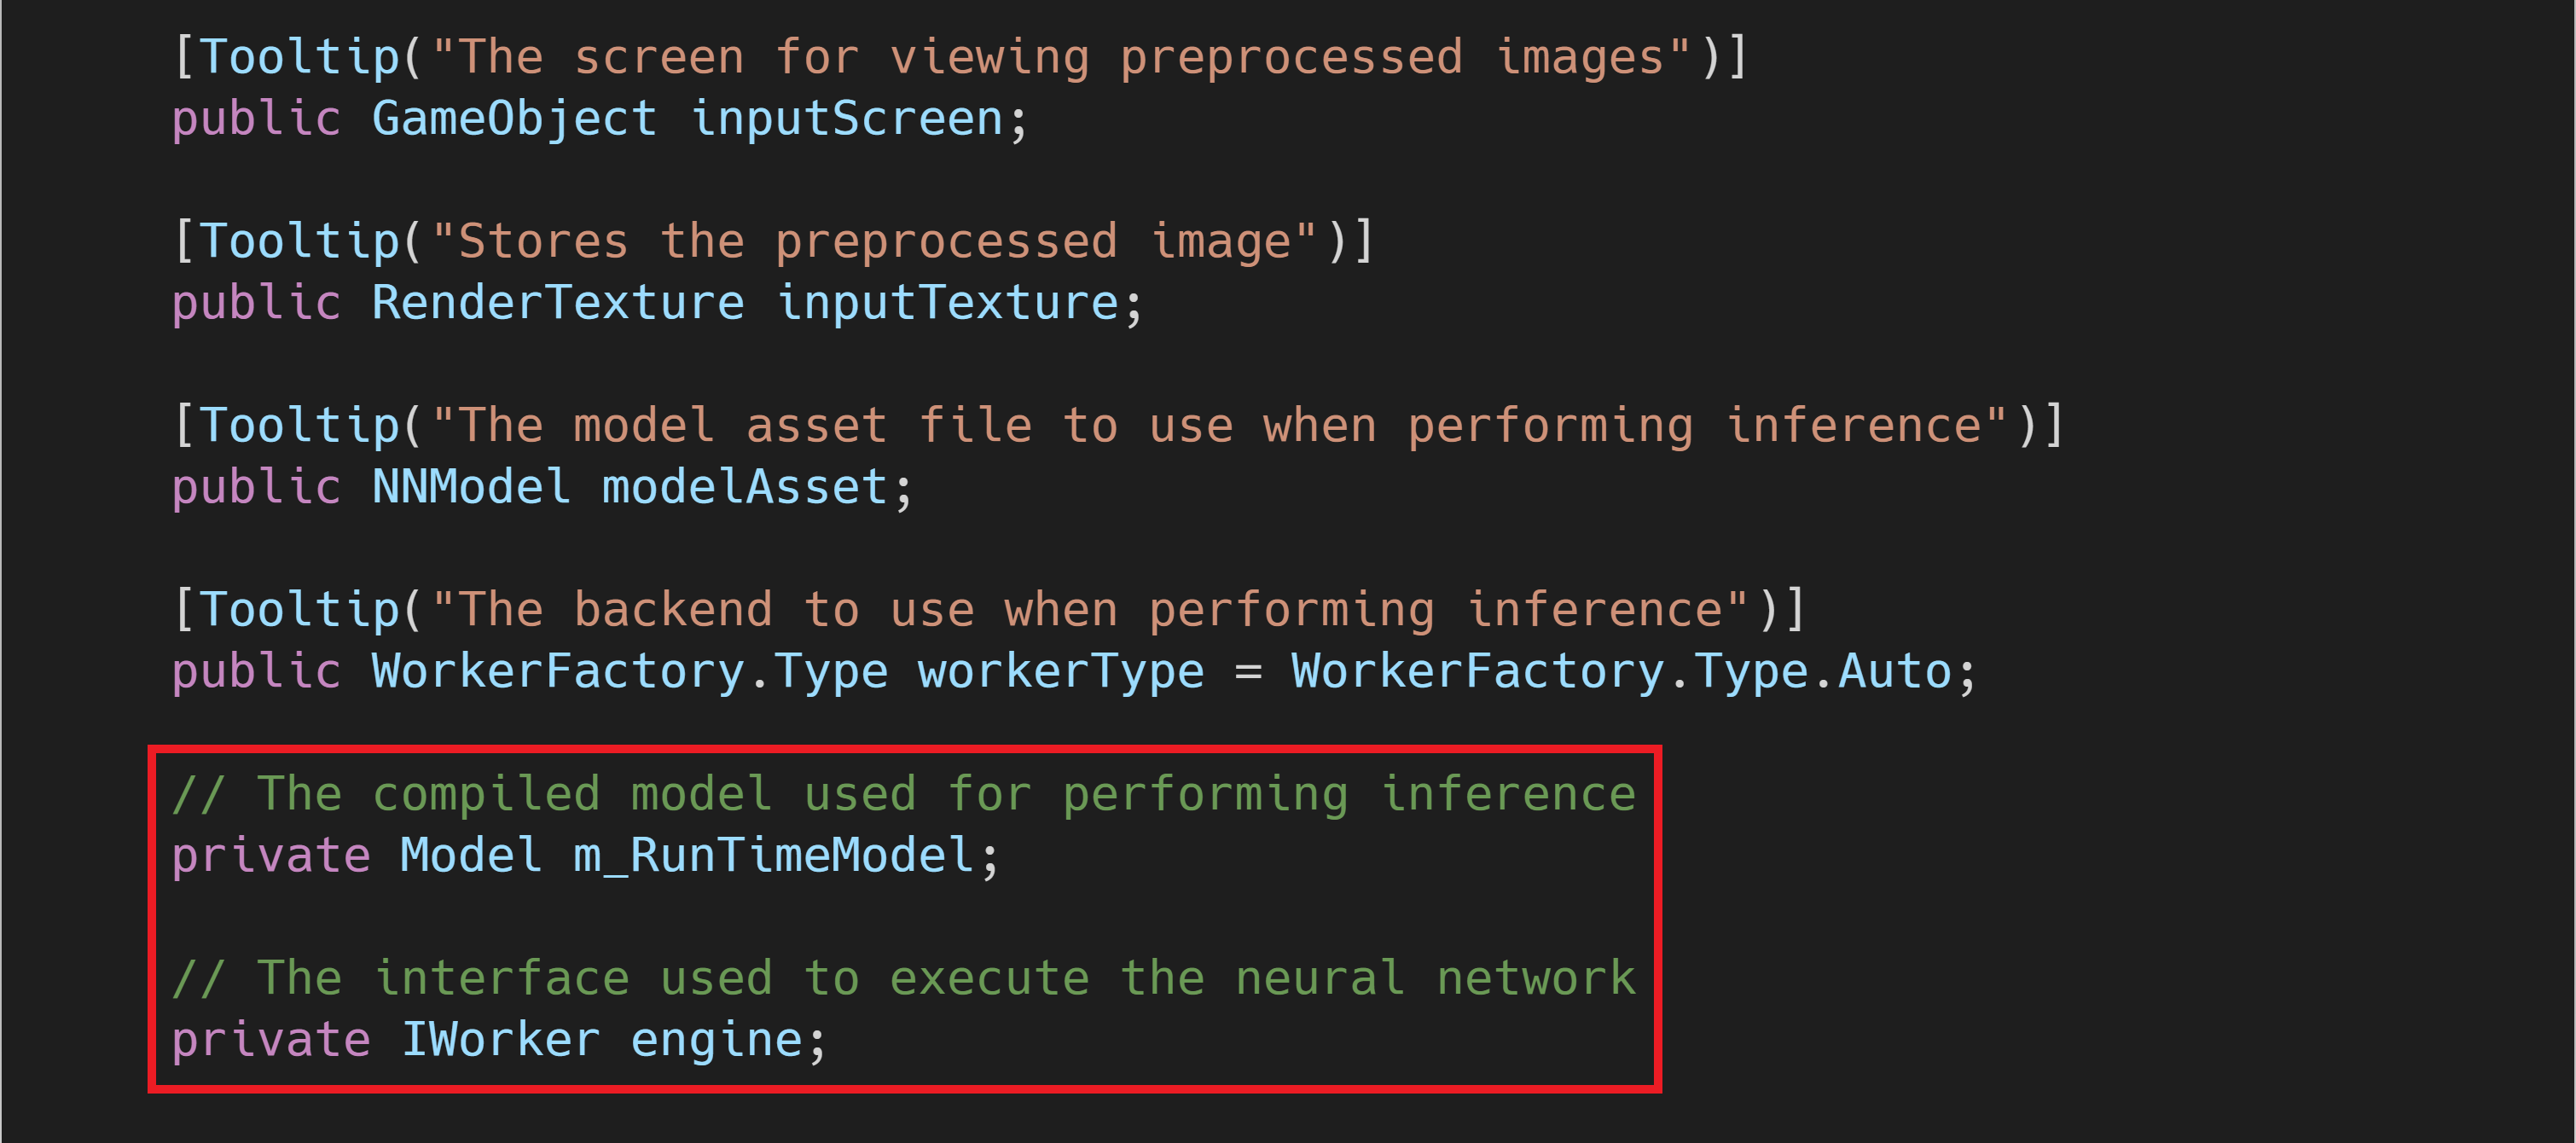 [Tooltip("The screen for viewing preprocessed images")]
public GameObject inputScreen;
[Tooltip("Stores the preprocessed image")]
public RenderTexture inputTexture;
[Tooltip("The model asset file to use when performing inference")]
public NNModel modelAsset;
[Tooltip("The backend to use when performing inference")]
public WorkerFactory.Type workerType = WorkerFactory.Type.Auto;
// The compiled model used for performing inference
private Model m_RunTimeModel;
// The interface used to execute the neural network
private IWorker engine;